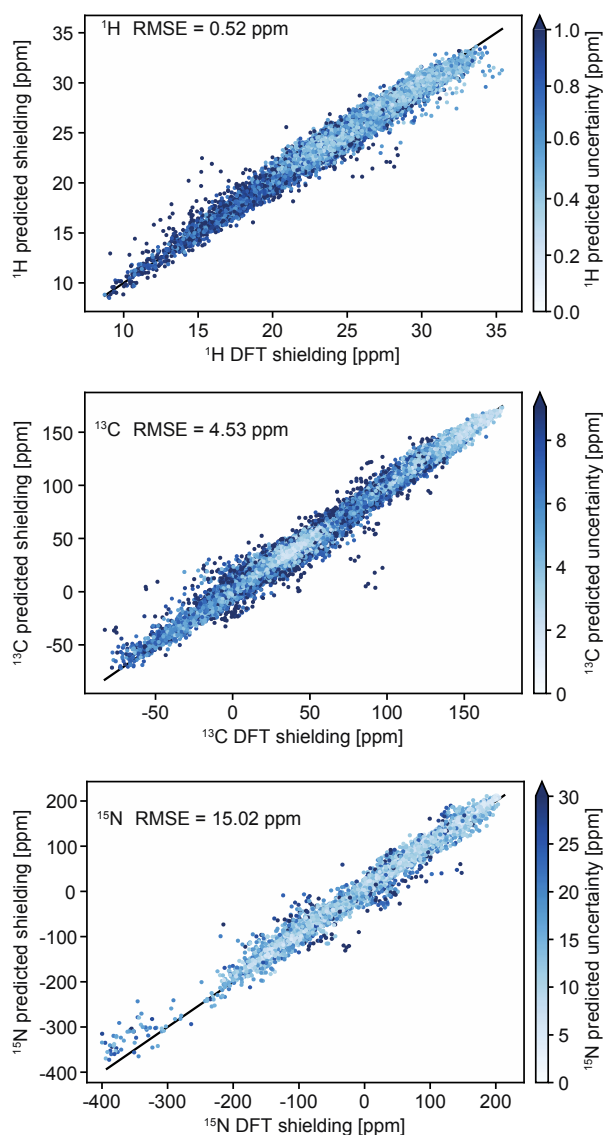 ¹H RMSE = 0.52 ppm
35
30
25
20
15
10
¹H predicted shielding [ppm]
10 15 20 25 30 35
¹H DFT shielding [ppm]
1.0
0.8
0.6
0.4
0.2
0.0
¹H predicted uncertainty [ppm]
¹³C RMSE = 4.53 ppm
150
100
50
0
-50
¹³C predicted shielding [ppm]
-50 0 50 100 150
¹³C DFT shielding [ppm]
8
6
4
2
0
¹³C predicted uncertainty [ppm]
¹⁵N RMSE = 15.02 ppm
200
100
0
-100
-200
-300
-400
¹⁵N predicted shielding [ppm]
-400 -300 -200 -100 0 100 200
¹⁵N DFT shielding [ppm]
30
25
20
15
10
5
0
¹⁵N predicted uncertainty [ppm]